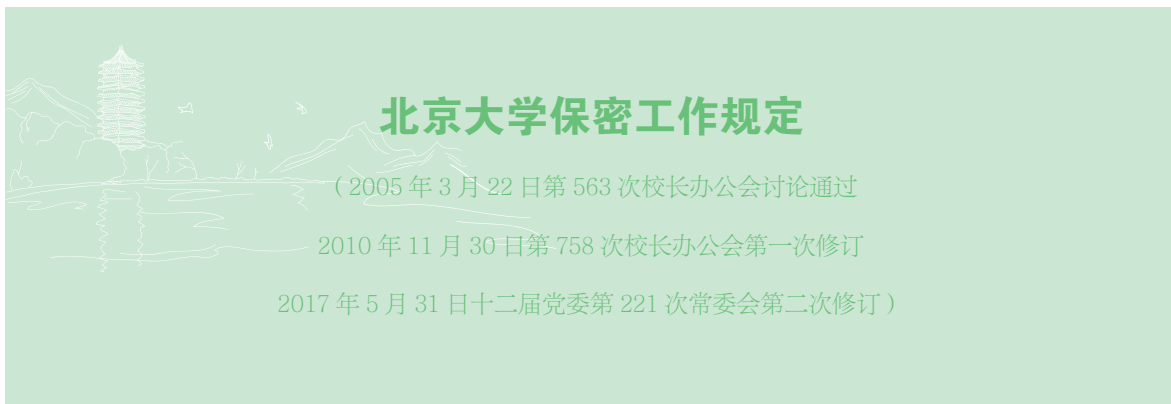 北京大学保密工作规定
（2005 年 3 月 22 日第 563 次校长办公会讨论通过
2010 年 11 月 30 日第 758 次校长办公会第一次修订
2017 年 5 月 31 日十二届党委第 221 次常委会第二次修订）